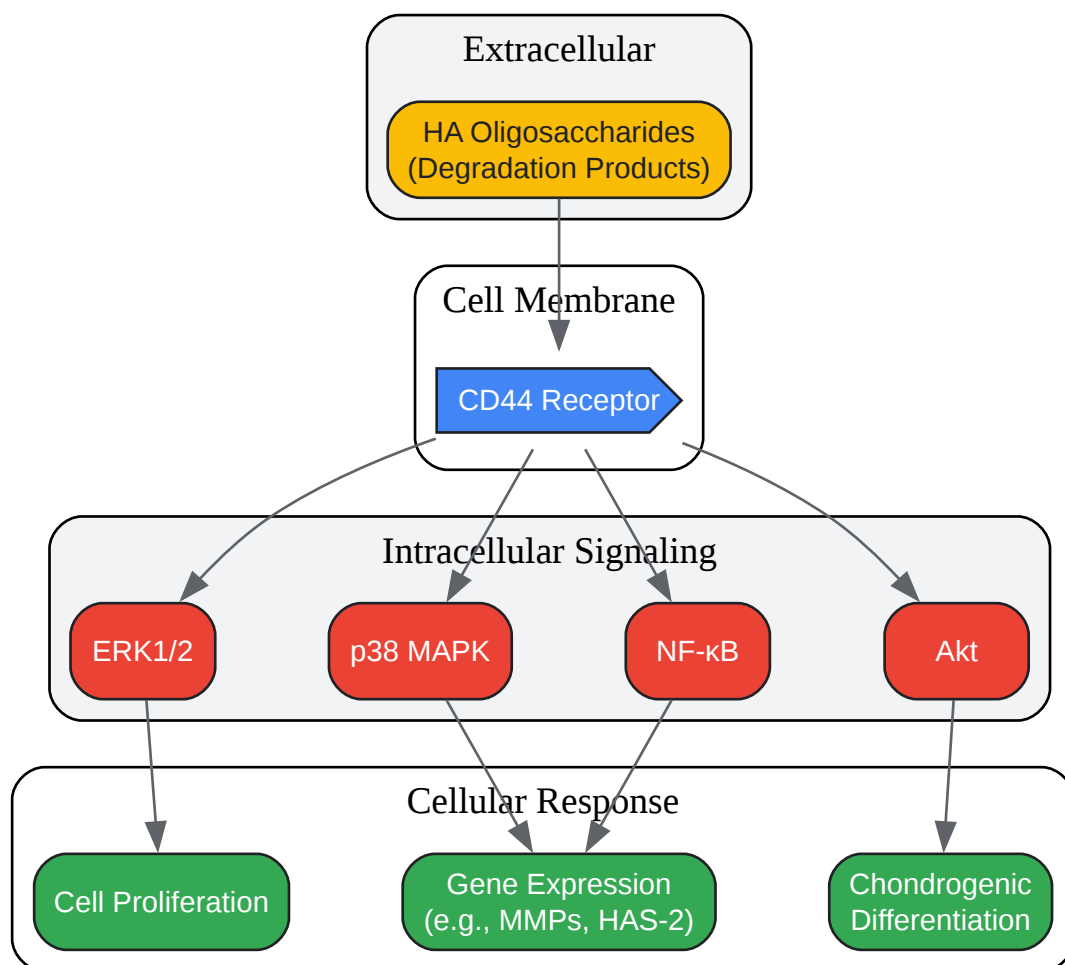 Extracellular
HA Oligosaccharides
(Degradation Products)
Cell Membrane
CD44 Receptor
Intracellular Signaling
ERK1/2
p38 MAPK
NF-κB
Akt
Cellular Response
Cell Proliferation
Gene Expression
(e.g., MMPs, HAS-2)
Chondrogenic
Differentiation